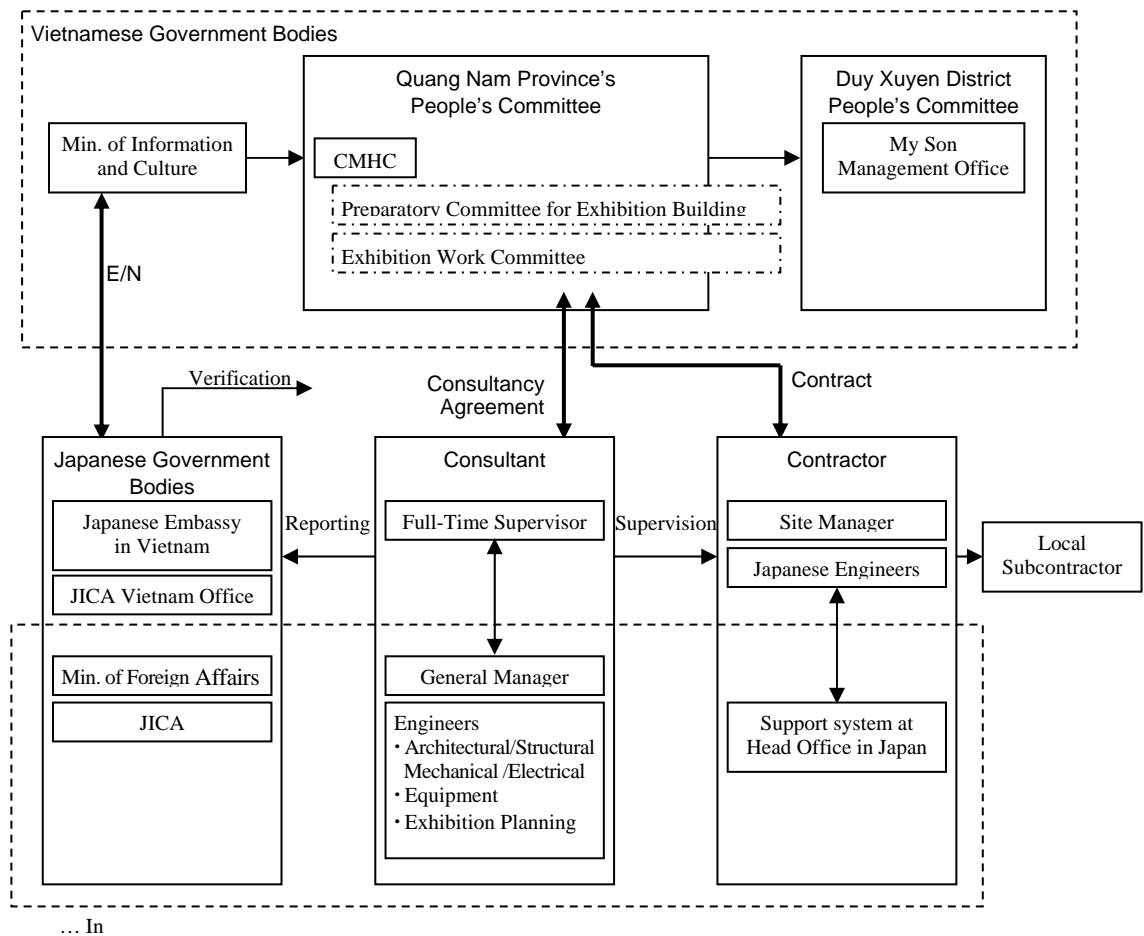 Vietnamese Government Bodies
Quang Nam Province's
People's Committee
Duy Xuyen District
People's Committee
Min. of Information
and Culture
CMHC
My Son
Management Office
Preparatory Committee for Exhibition Building
Exhibition Work Committee
E/N
Verification
Consultancy
Agreement
Contract
Japanese Government
Bodies
Japanese Embassy
in Vietnam
JICA Vietnam Office
Min. of Foreign Affairs
JICA
Reporting
Consultant
Full-Time Supervisor
General Manager
Engineers
・Architectural/Structural
Mechanical /Electrical
・Equipment
・Exhibition Planning
Supervision
Contractor
Site Manager
Japanese Engineers
Support system at
Head Office in Japan
Local
Subcontractor
… In